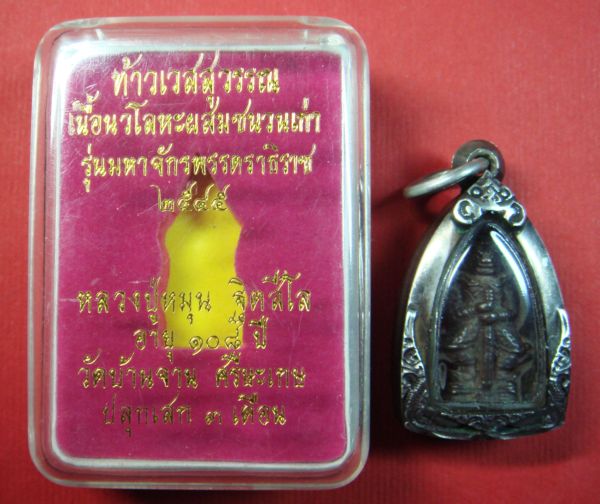 ท้าวเวสสุวรรณ
เนื้อนวโลหะผสมชนวนเก่า
รุ่นมหาจักรพรรดราธิราช
๒๕๔๕
หลวงปู่หมุน ฐิตสีโล
อายุ ๑๐๘ ปี
วัดบ้านจาน ศรีษะเกษ
ปลุกเสก ๓ เดือน